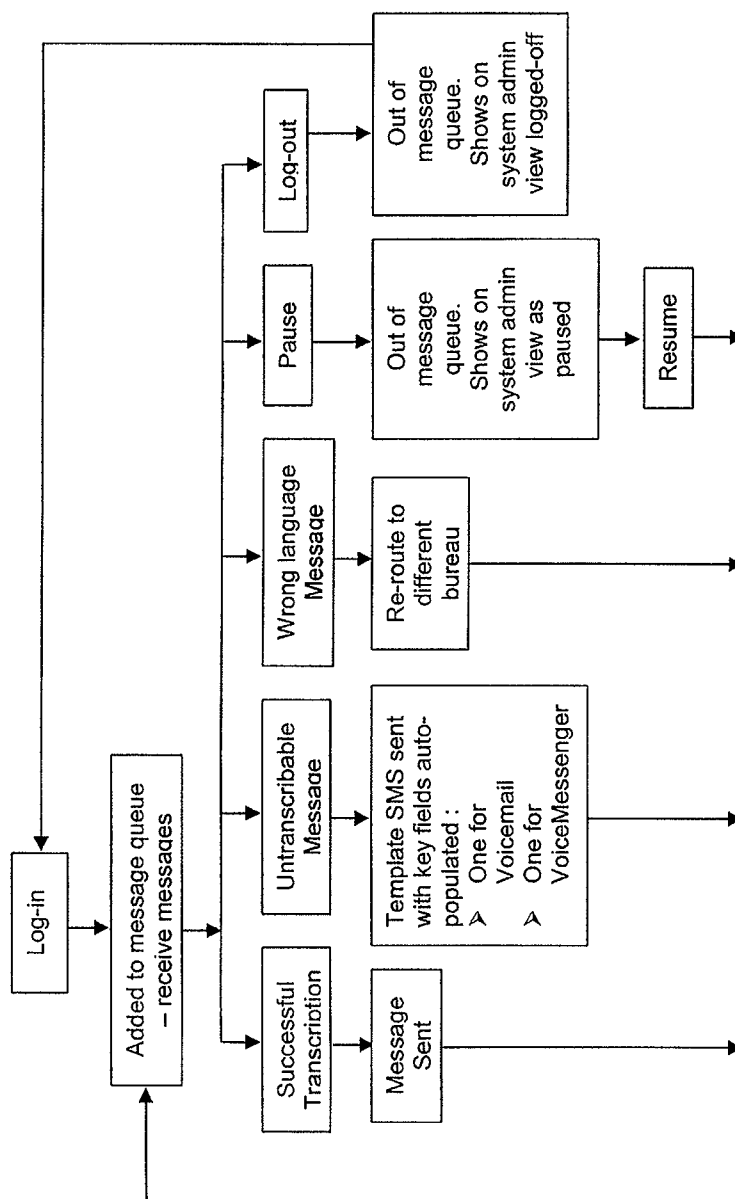 Log-in
Added to message queue
– receive messages
Successful
Transcription
Untranscribable
Message
Wrong language
Message
Pause
Log-out
Message
Sent
Template SMS sent
with key fields auto-
populated :
➢ One for
Voicemail
➢ One for
VoiceMessenger
Re-route to
different
bureau
Out of
message
queue.
Shows on
system admin
view as
paused
Out of
message
queue.
Shows on
system admin
view logged-off
Resume